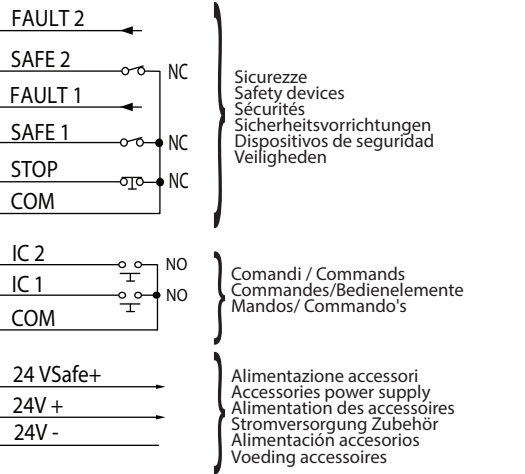 FAULT 2
SAFE 2
NC
FAULT 1
SAFE 1
NC
STOP
NC
COM
Sicurezze
Safety devices
Sécurités
Sicherheitsvorrichtungen
Dispositivos de seguridad
Veiligheden
IC 2
NO
IC 1
NO
COM
Comandi / Commands
Commandes/Bedienelemente
Mandos/ Commando's
24 VSafe+
24V +
24V -
Alimentazione accessori
Accessories power supply
Alimentation des accessoires
Stromversorgung Zubehör
Alimentación accesorios
Voeding accessoires